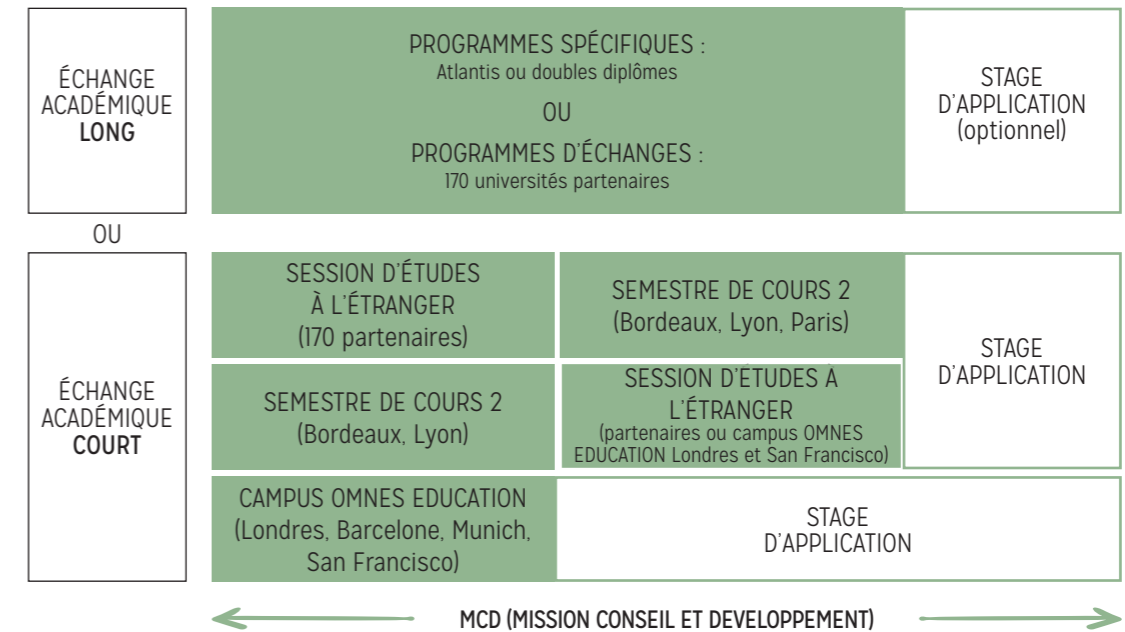 ÉCHANGE
ACADÉMIQUE
LONG
PROGRAMMES SPÉCIFIQUES :
Atlantis ou doubles diplômes
OU
PROGRAMMES D'ÉCHANGES :
170 universités partenaires
STAGE
D'APPLICATION
(optionnel)
OU
ÉCHANGE
ACADÉMIQUE
COURT
SESSION D'ÉTUDES
À L'ÉTRANGER
(170 partenaires)
SEMESTRE DE COURS 2
(Bordeaux, Lyon, Paris)
STAGE
D'APPLICATION
SEMESTRE DE COURS 2
(Bordeaux, Lyon)
SESSION D'ÉTUDES À
L'ÉTRANGER
(partenaires ou campus OMNES
EDUCATION Londres et San Francisco)
CAMPUS OMNES EDUCATION
(Londres, Barcelone, Munich,
San Francisco)
STAGE
D'APPLICATION
MCD (MISSION CONSEIL ET DEVELOPPEMENT)